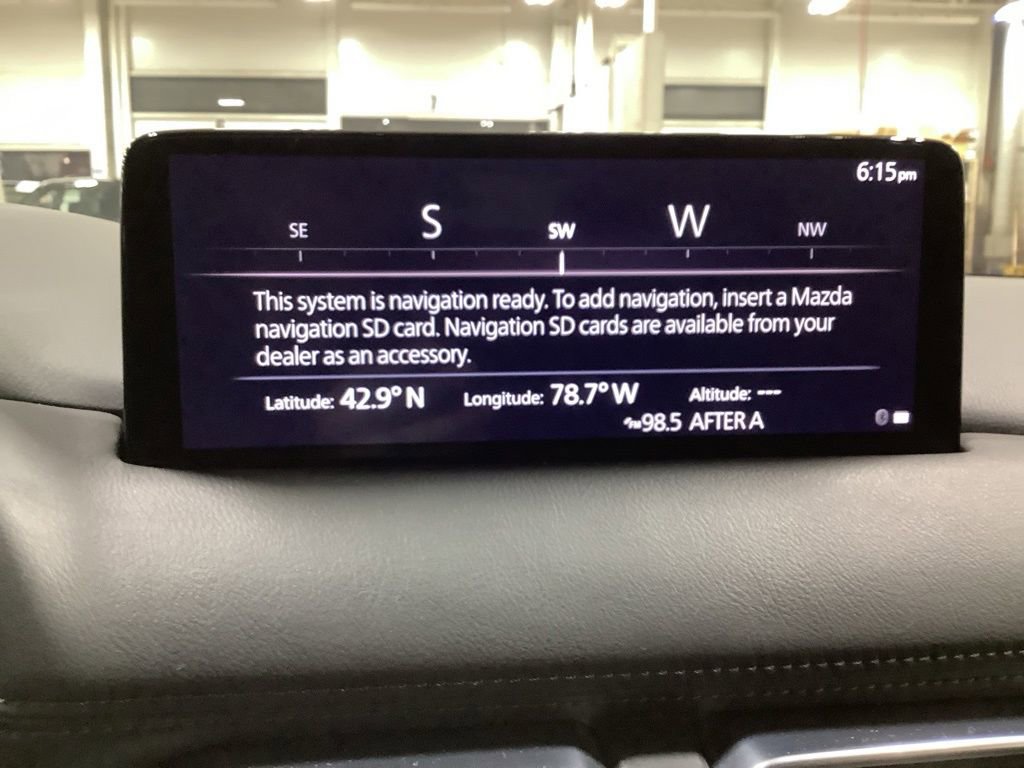 6:15pm
SE S SW W NW
This system is navigation ready. To add navigation, insert a Mazda
navigation SD card. Navigation SD cards are available from your
dealer as an accessory.
Latitude: 42.9° N Longitude: 78.7° W Altitude: ---
FM 98.5 AFTER A